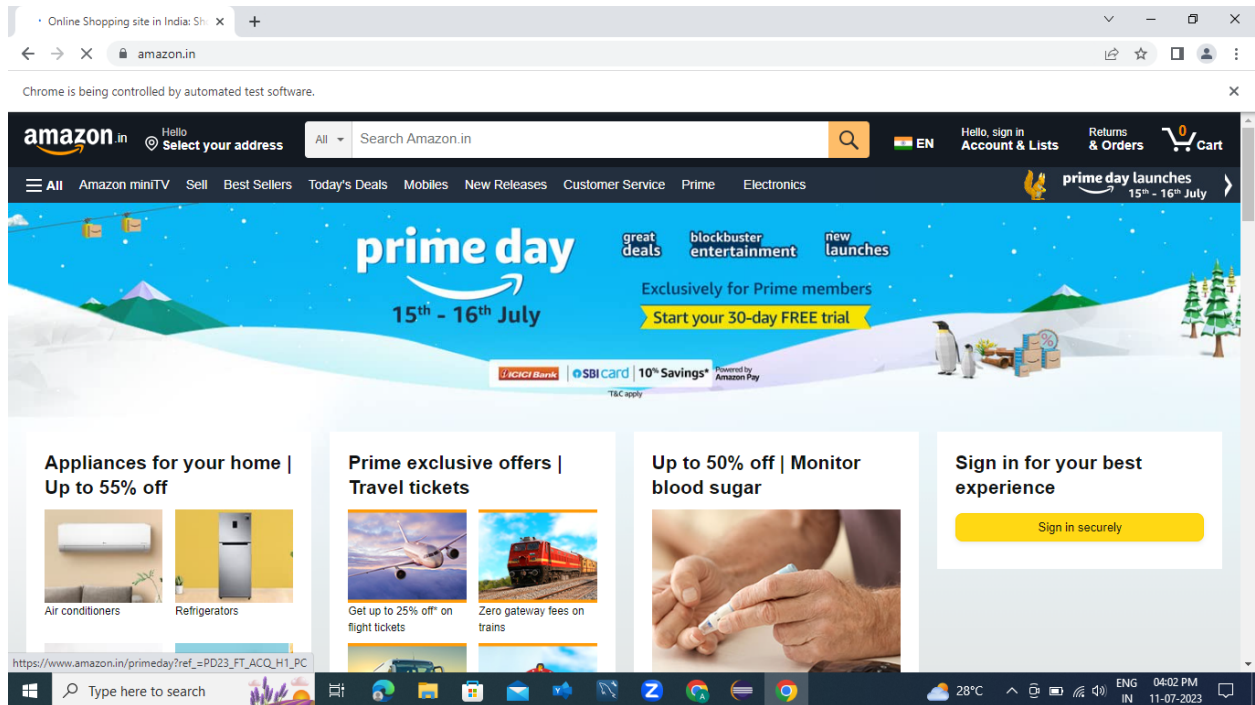 Online Shopping site in India: Sh
amazon.in
Chrome is being controlled by automated test software.
amazon.in
Hello
Select your address
All
Search Amazon.in
EN
Hello, sign in
Account & Lists
Returns
& Orders
0
Cart
All Amazon miniTV Sell Best Sellers Today's Deals Mobiles New Releases Customer Service Prime Electronics
prime day launches
15th - 16th July
prime day
15th - 16th July
great
deals
blockbuster
entertainment
new
launches
Exclusively for Prime members
Start your 30-day FREE trial
ICICI Bank SBI card 10% Savings* Powered by
Amazon Pay
*T&C apply
Appliances for your home |
Up to 55% off
Air conditioners
Refrigerators
Prime exclusive offers |
Travel tickets
Get up to 25% off* on
flight tickets
Zero gateway fees on
trains
Up to 50% off | Monitor
blood sugar
Sign in for your best
experience
Sign in securely
https://www.amazon.in/primeday?ref_=PD23_FT_ACQ_H1_PC
Type here to search
28°C
ENG
IN
04:02 PM
11-07-2023